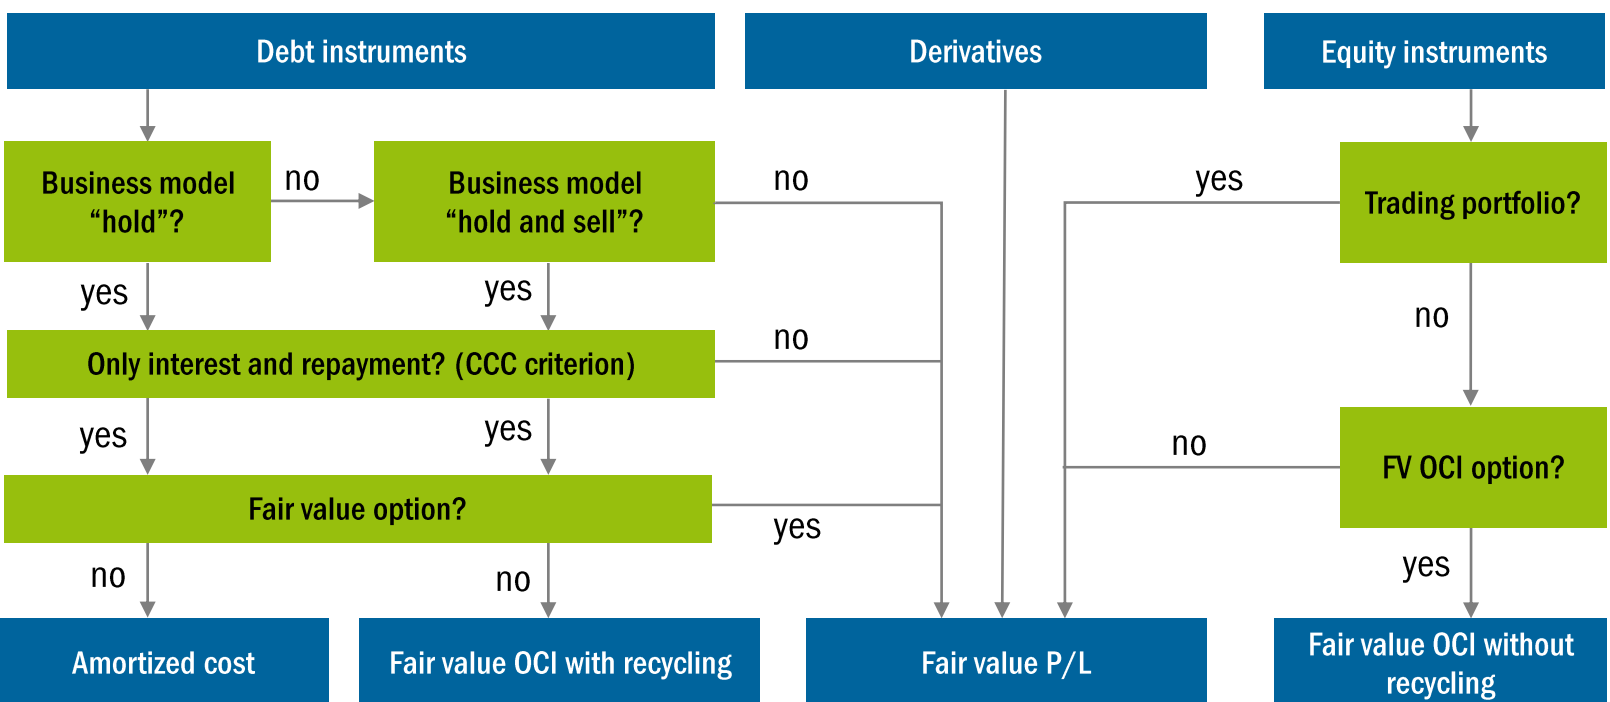 Debt instruments
Derivatives
Equity instruments
Business model
“hold”?
no
Business model
“hold and sell”?
no
yes
Trading portfolio?
yes
yes
no
Only interest and repayment? (CCC criterion)
no
yes
yes
no
FV OCI option?
Fair value option?
yes
no
no
yes
Amortized cost
Fair value OCI with recycling
Fair value P/L
Fair value OCI without
recycling